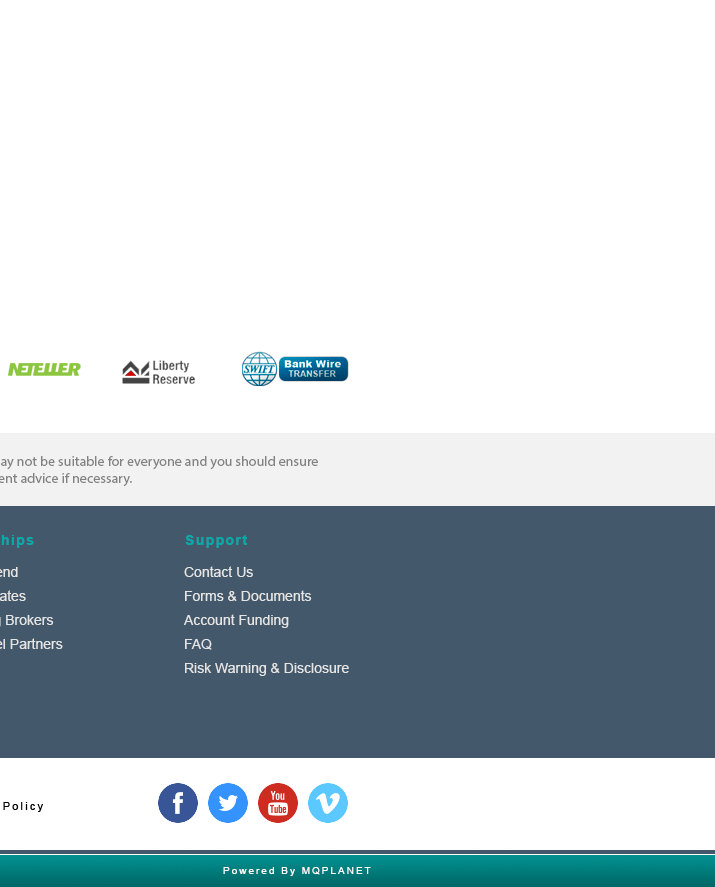 NETELLER
Liberty
Reserve
SWIFT
Bank Wire
TRANSFER
ay not be suitable for everyone and you should ensure
ent advice if necessary.
hips
Support
end
Contact Us
ates
Forms & Documents
g Brokers
Account Funding
el Partners
FAQ
Risk Warning & Disclosure
Policy
f
You
Tube
Powered By MQPLANET